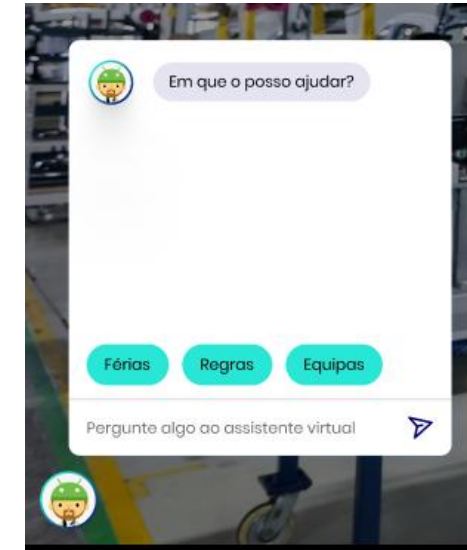 Em que o posso ajudar?
Férias
Regras
Equipas
Pergunte algo ao assistente virtual